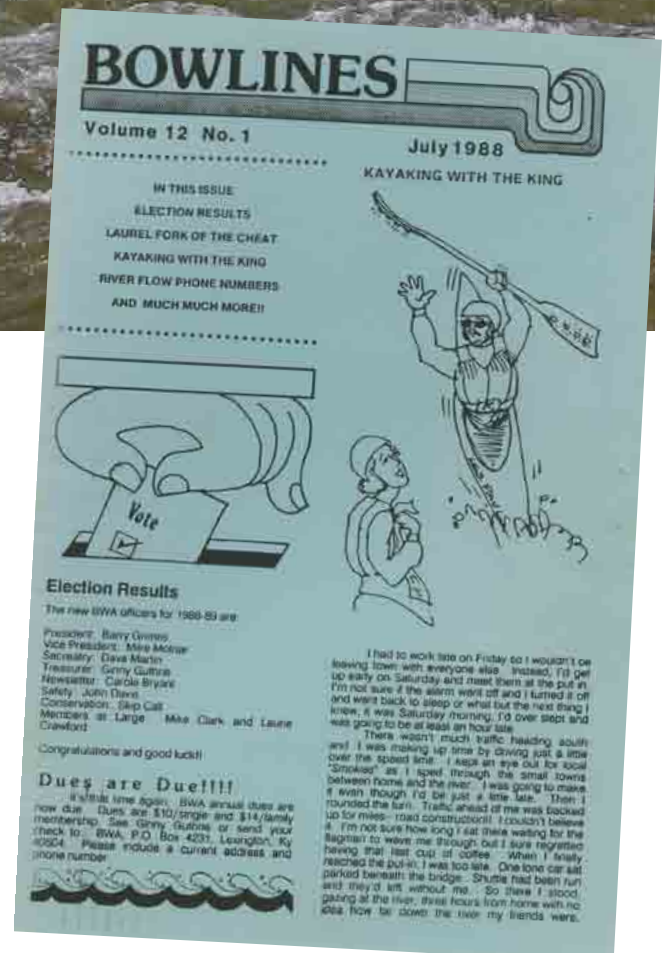 BOWLINES
Volume 12 No. 1
July 1988
IN THIS ISSUE
ELECTION RESULTS
LAUREL FORK OF THE CHEAT
KAYAKING WITH THE KING
RIVER FLOW PHONE NUMBERS
AND MUCH MUCH MORE!!
Vote
Election Results
The new BWA officers for 1988-89 are:
President: Barry Grimes
Vice President: Mike
Secreatry: Dave Martin
Treasurer: Ginny Guthrie
Newsletter: Carole Bryant
Safety: John Davis
Conservation: Skip Call
Members at Large: Mike Clark and Laurie
Crawford
Congratulations and good luck!!
Dues are Due!!!!
It's that time again. BWA annual dues are
now due. Dues are $10/single and $14/family
membership. See Ginny Guthrie or send your
check to: BWA, P.O. Box 4231, Lexington, Ky
40504. Please include a current address and
phone number.
KAYAKING WITH THE KING
I had to work late on Friday so I wouldn't be
leaving town with everyone else. Instead, I'd get
up early on Saturday and meet them at the put in.
I'm not sure if the alarm went off and I turned it off
and went back to sleep or what but the next thing I
knew, it was Saturday morning, I'd over slept and
was going to be at least an hour late.
There wasn't much traffic heading south
and I was making up time by driving just a little
over the speed limit. I kept an eye out for local
"Smokies" as I sped through the small towns
between home and the river. I was going to make
it even though I'd be just a little late. Then I
rounded the turn. Traffic ahead of me was backed
up for miles - road construction!! I couldn't believe
it. I'm not sure how long I sat there waiting for the
flagman to wave me through but I sure regretted
having that last cup of coffee. When I finally
reached the put-in, I was too late. One lone car sat
parked beneath the bridge. Shuttle had been run
and they'd left without me. So there I stood,
gazing at the river, three hours from home with no
idea how far down the river my friends were.